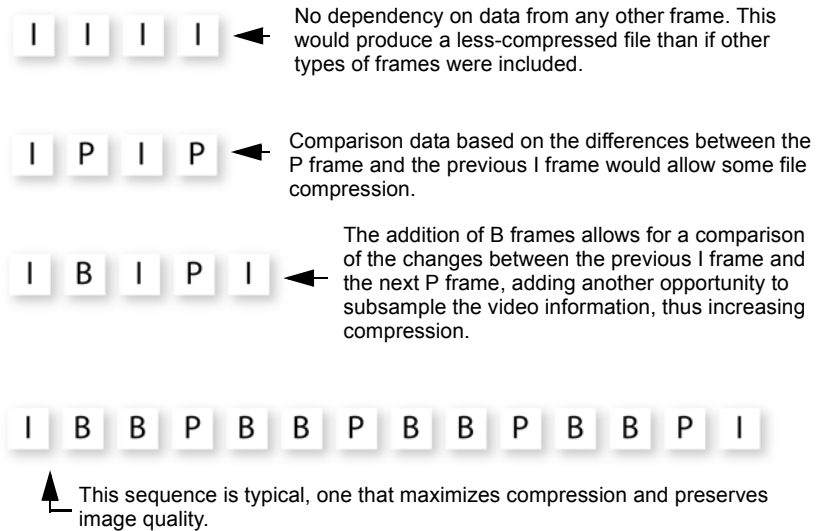 I I I I
No dependency on data from any other frame. This
would produce a less-compressed file than if other
types of frames were included.
I P I P
Comparison data based on the differences between the
P frame and the previous I frame would allow some file
compression.
I B I P I
The addition of B frames allows for a comparison
of the changes between the previous I frame and
the next P frame, adding another opportunity to
subsample the video information, thus increasing
compression.
I B B P B B P B B P B B P I
This sequence is typical, one that maximizes compression and preserves
image quality.